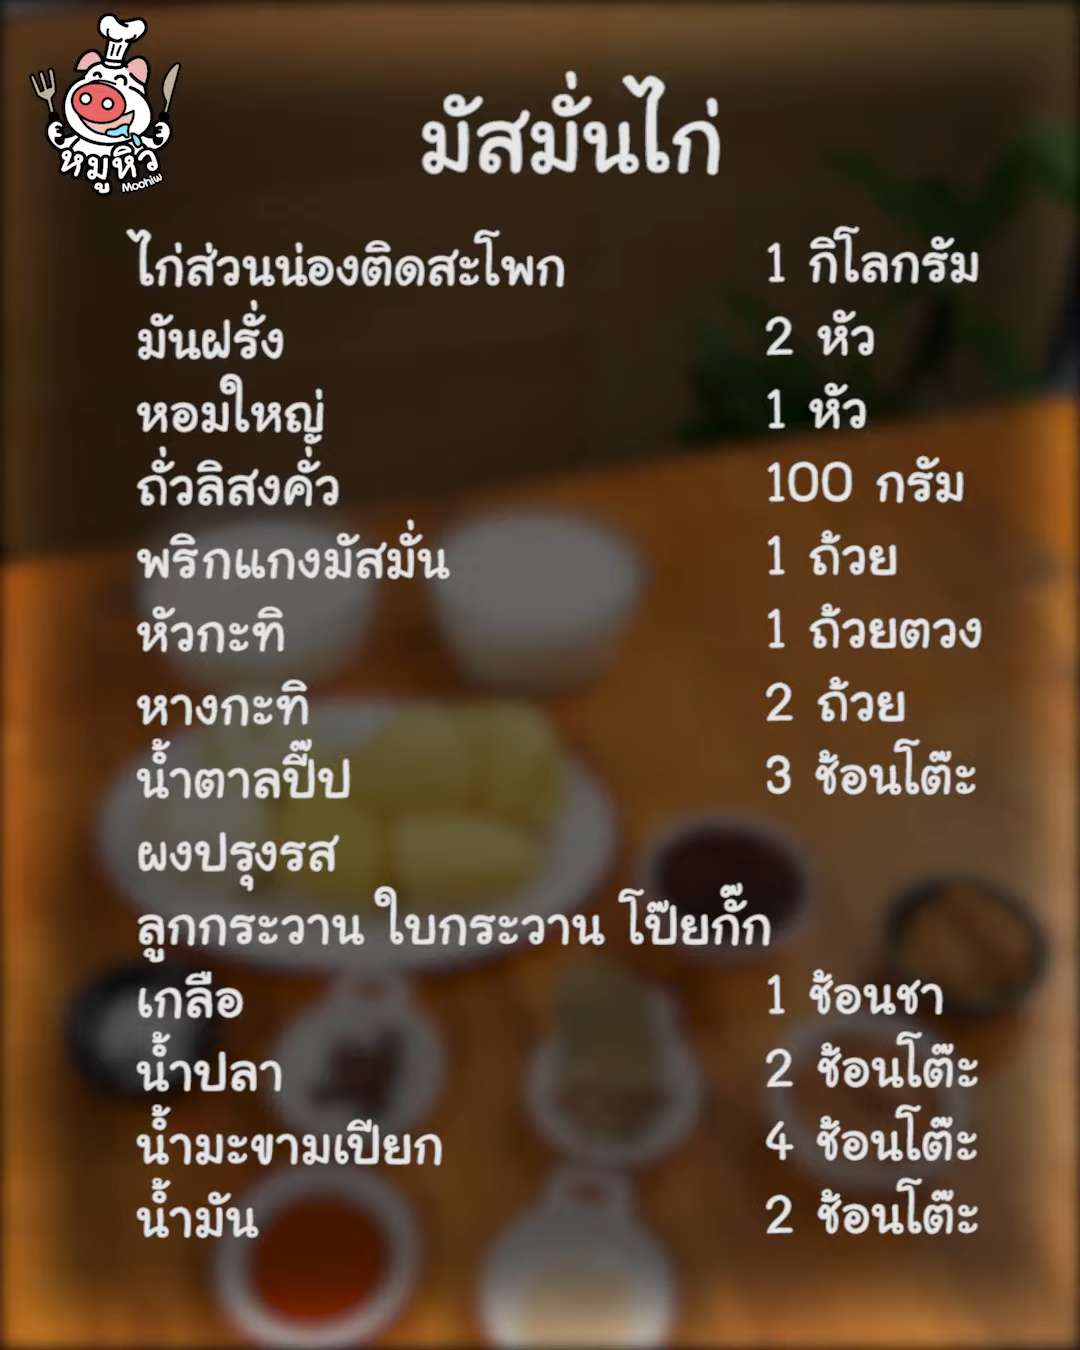 หมูหิว
Moohiw
มัสมั่นไก่
ไก่ส่วนน่องติดสะโพก 1 กิโลกรัม
มันฝรั่ง 2 หัว
หอมใหญ่ 1 หัว
ถั่วลิสงคั่ว 100 กรัม
พริกแกงมัสมั่น 1 ถ้วย
หัวกะทิ 1 ถ้วยตวง
หางกะทิ 2 ถ้วย
น้ำตาลปี๊ป 3 ช้อนโต๊ะ
ผงปรุงรส
ลูกกระวาน ใบกระวาน โป๊ยกั๊ก
เกลือ 1 ช้อนชา
น้ำปลา 2 ช้อนโต๊ะ
น้ำมะขามเปียก 4 ช้อนโต๊ะ
น้ำมัน 2 ช้อนโต๊ะ